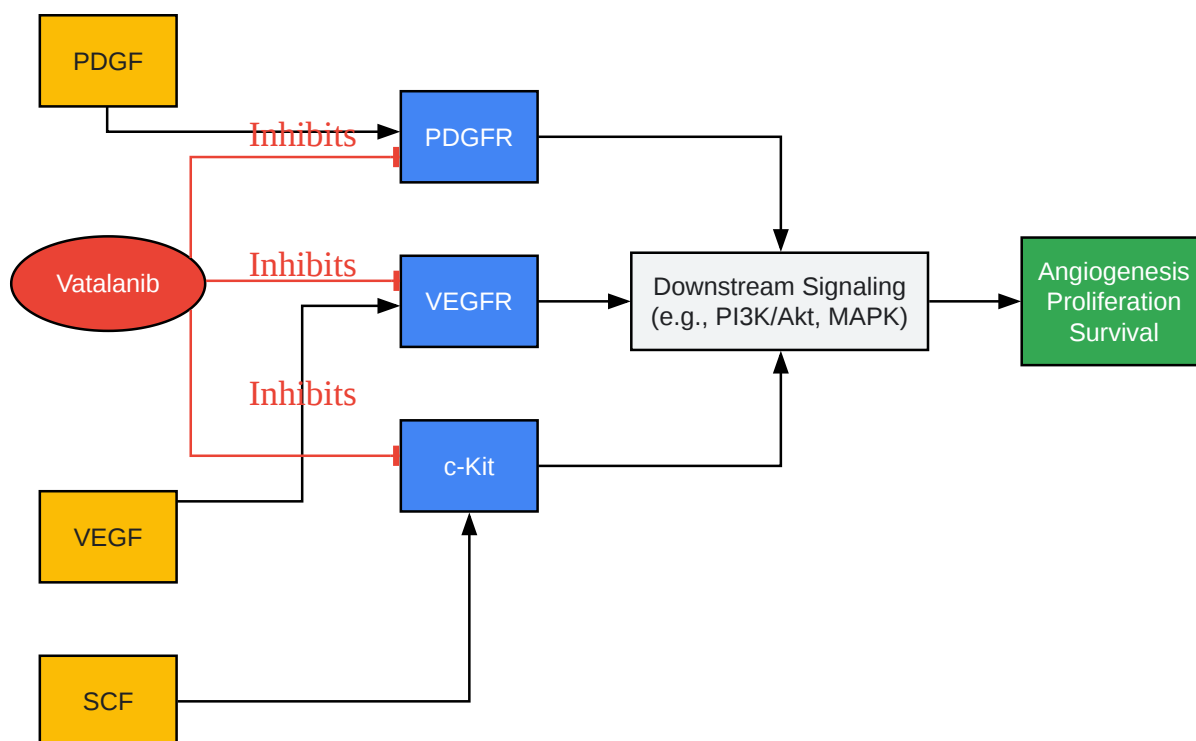 PDGF
Inhibits
PDGFR
Inhibits
Vatalanib
VEGFR
Downstream Signaling
(e.g., PI3K/Akt, MAPK)
Angiogenesis
Proliferation
Survival
Inhibits
c-Kit
VEGF
SCF